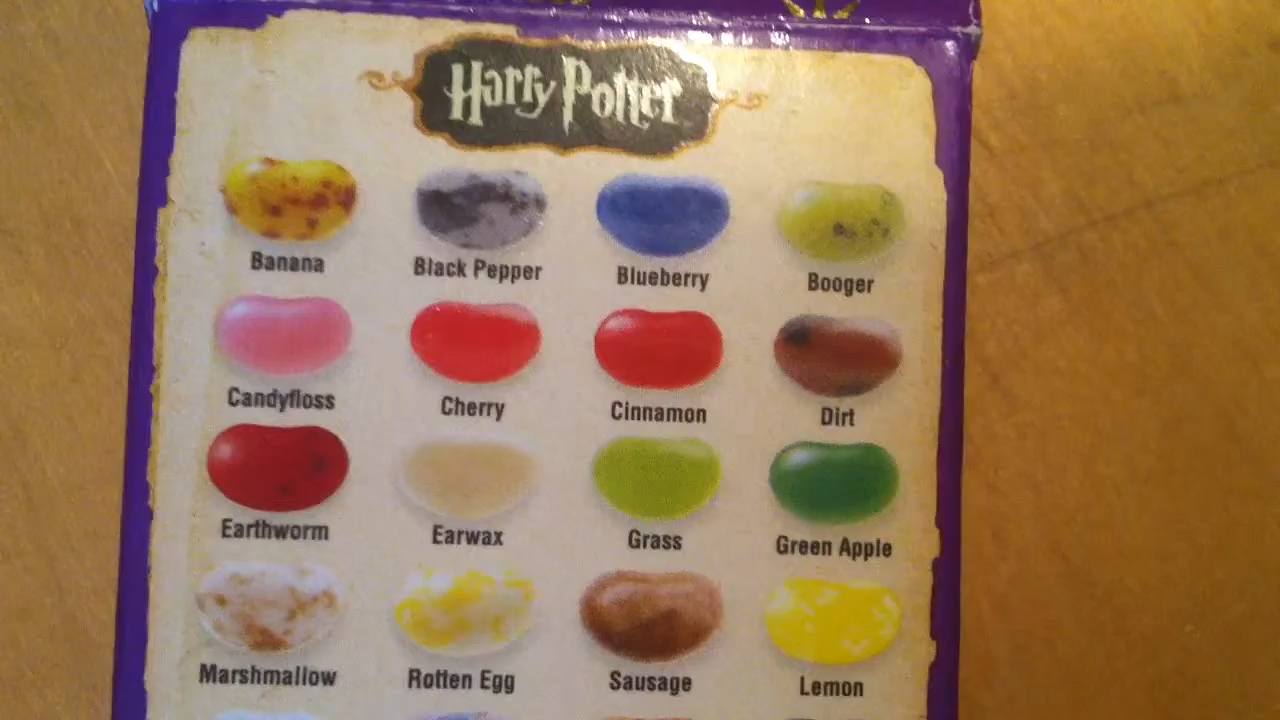 Harry Potter
Banana Black Pepper Blueberry Booger
Candyfloss Cherry Cinnamon Dirt
Earthworm Earwax Grass Green Apple
Marshmallow Rotten Egg Sausage Lemon